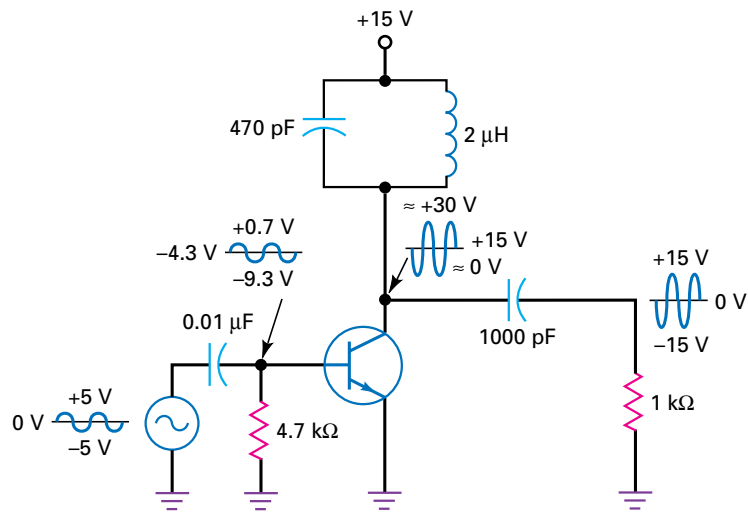 +15 V
470 pF
2 μH
≈ +30 V
+0.7 V
−4.3 V
−9.3 V
+15 V
≈ 0 V
+15 V
0 V
−15 V
0.01 μF
1000 pF
+5 V
0 V
−5 V
4.7 kΩ
1 kΩ